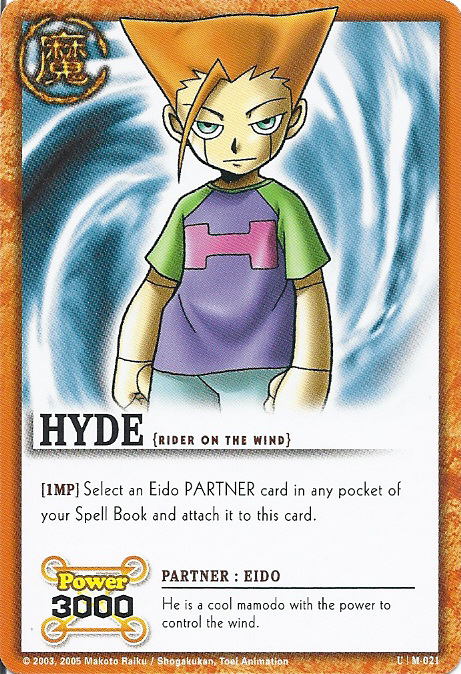 魔
H
HYDE {RIDER ON THE WIND}
[1MP] Select an Eido PARTNER card in any pocket of
your Spell Book and attach it to this card.
Power
3000
PARTNER : EIDO
He is a cool mamodo with the power to
control the wind.
© 2003, 2005 Makoto Raiku / Shogakukan, Toei Animation
U | M-021